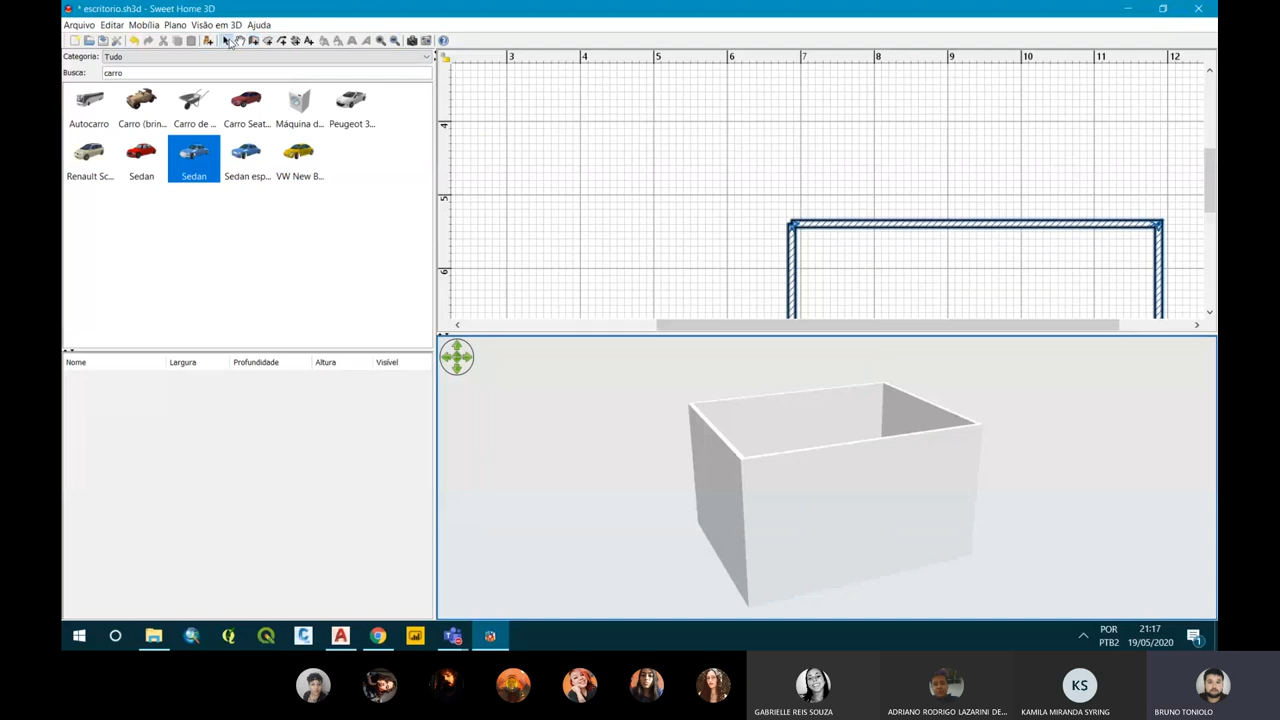 * escritorio.sh3d - Sweet Home 3D
Arquivo Editar Mobília Plano Visão em 3D Ajuda
Categoria: Tudo
Busca: carro
Autocarro Carro (brin... Carro de ... Carro Seat... Máquina d... Peugeot 3...
Renault Sc... Sedan Sedan Sedan esp... VW New B...
3 4 5 6 7 8 9 10 11 12
4
5
6
Nome Largura Profundidade Altura Visível
POR 21:17
PTB2 19/05/2020
1
KS
GABRIELLE REIS SOUZA ADRIANO RODRIGO LAZARINI DE... KAMILA MIRANDA SYRING BRUNO TONIOLO